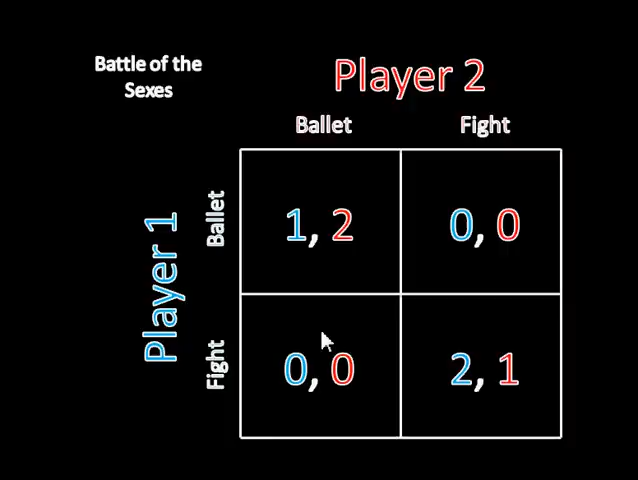 Battle of the
Sexes
Player 2
Ballet Fight
Player 1
Ballet
1, 2 0, 0
Fight
0, 0 2, 1